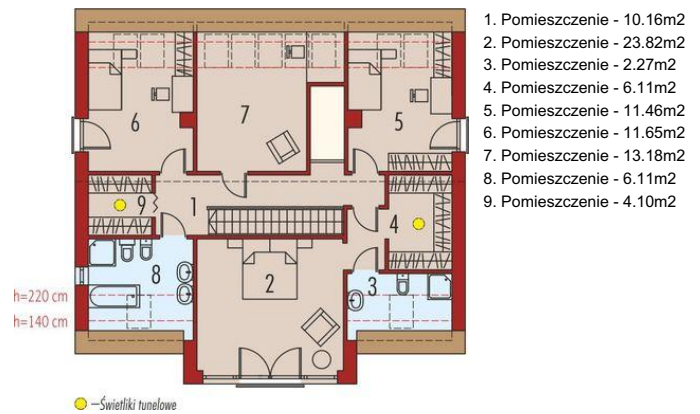 1. Pomieszczenie - 10.16m2
2. Pomieszczenie - 23.82m2
3. Pomieszczenie - 2.27m2
4. Pomieszczenie - 6.11m2
5. Pomieszczenie - 11.46m2
6. Pomieszczenie - 11.65m2
7. Pomieszczenie - 13.18m2
8. Pomieszczenie - 6.11m2
9. Pomieszczenie - 4.10m2
6
7
5
9
1
4
8
2
3
h=220 cm
h=140 cm
–Świetliki tunelowe